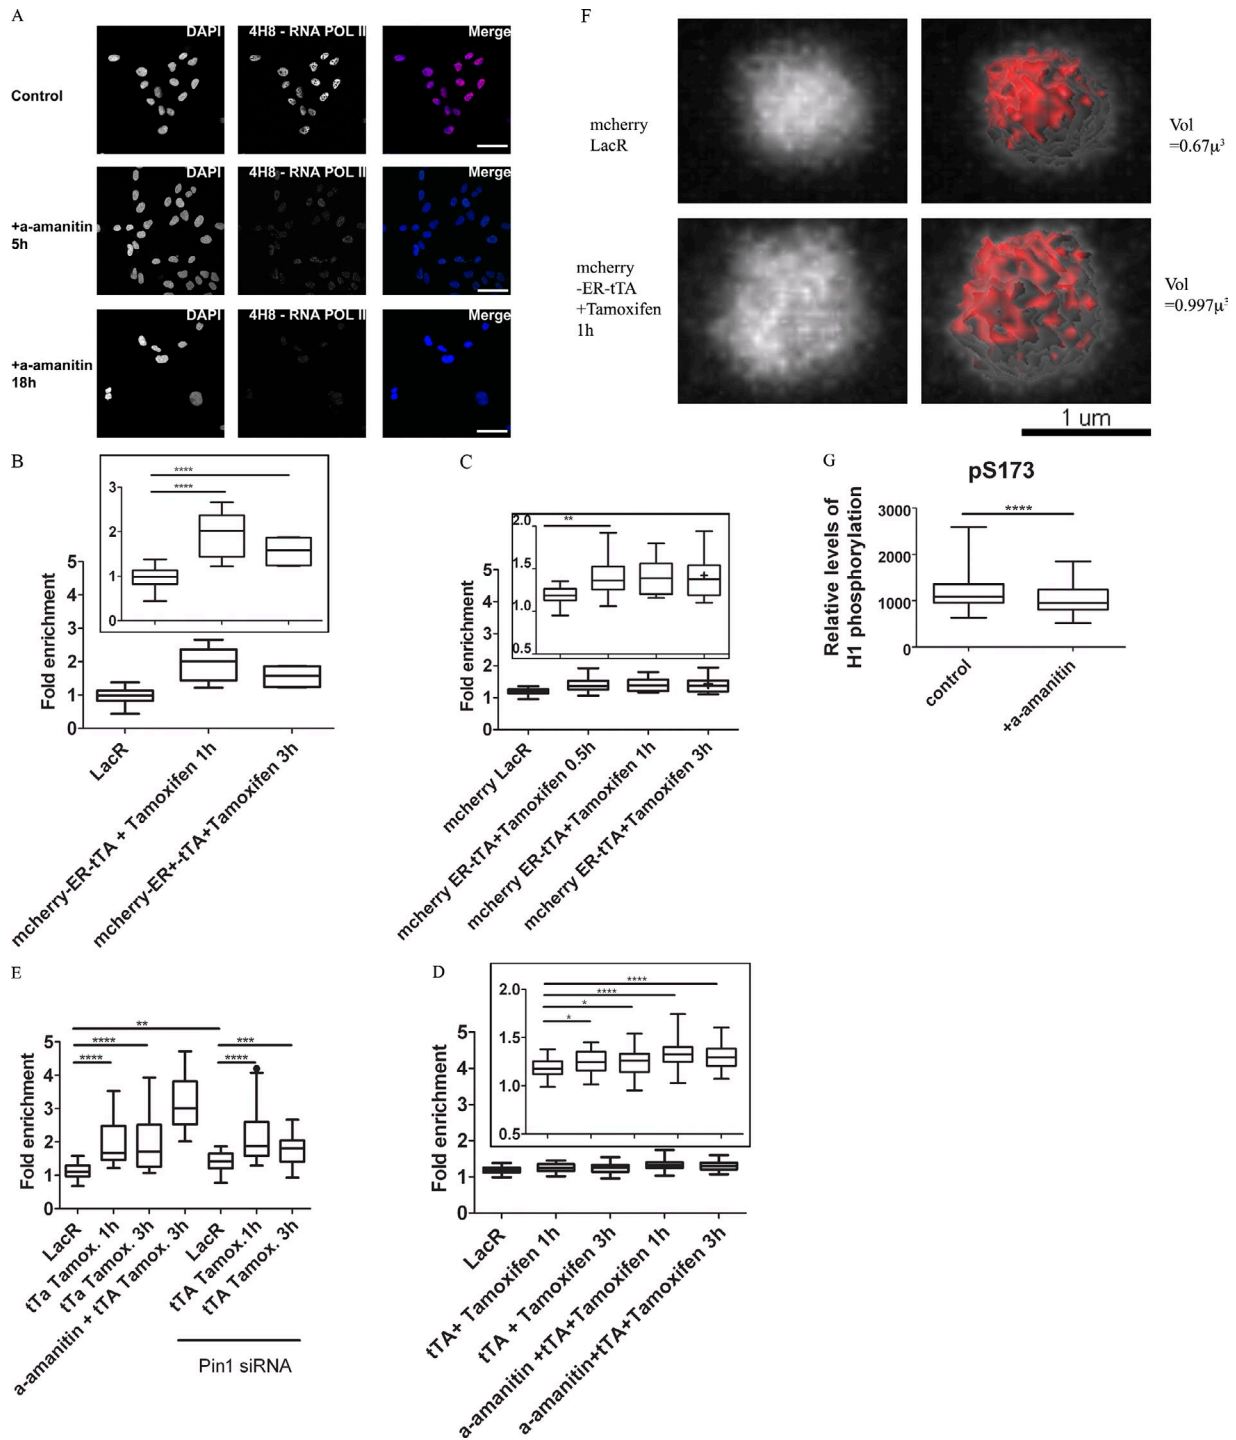 A
DAPI
4H8 - RNA POL II
Merge
Control
DAPI
4H8 - RNA POL II
Merge
+a-amanitin
5h
DAPI
4H8 - RNA POL II
Merge
+a-amanitin
18h
F
mcherry
LacR
Vol
=0.67µ³
mcherry
-ER-tTA
+Tamoxifen
1h
Vol
=0.997µ³
1 um
B
****
****
3
2
1
0
5
4
3
2
1
0
Fold enrichment
LacR
mcherry-ER-tTA + Tamoxifen 1h
mcherry-ER+-tTA+Tamoxifen 3h
C
**
2.0
1.5
1.0
0.5
+
5
4
3
2
1
0
Fold enrichment
mcherry LacR
mcherry ER-tTA+Tamoxifen 0.5h
mcherry ER-tTA+Tamoxifen 1h
mcherry ER-tTA+Tamoxifen 3h
G
pS173
****
3000
2000
1000
0
Relative levels of
H1 phosphorylation
control
+a-amanitin
E
**
****
****
***
****
5
4
3
2
1
0
Fold enrichment
LacR
tTa Tamox. 1h
tTa Tamox. 3h
a-amanitin + tTA Tamox. 3h
LacR
tTA Tamox. 1h
tTA Tamox. 3h
Pin1 siRNA
D
****
****
*
*
2.0
1.5
1.0
0.5
5
4
3
2
1
0
Fold enrichment
LacR
tTA+ Tamoxifen 1h
tTA + Tamoxifen 3h
a-amanitin +tTA+Tamoxifen 1h
a-amanitin+tTA+Tamoxifen 3h